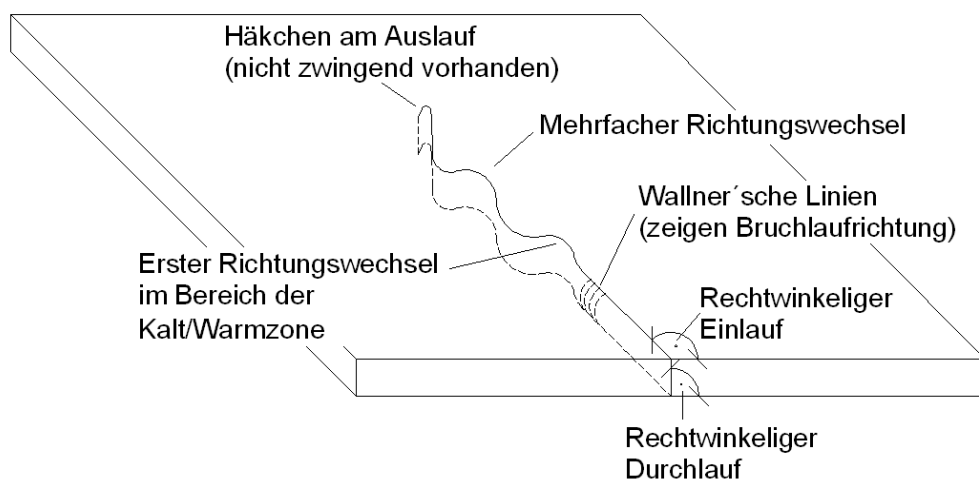 Häkchen am Auslauf
(nicht zwingend vorhanden)
Mehrfacher Richtungswechsel
Wallner´sche Linien
(zeigen Bruchlaufrichtung)
Erster Richtungswechsel
im Bereich der
Kalt/Warmzone
Rechtwinkeliger
Einlauf
Rechtwinkeliger
Durchlauf